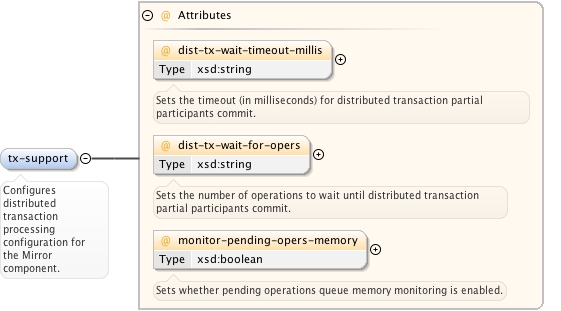 @ Attributes
@ dist-tx-wait-timeout-millis
Type xsd:string
Sets the timeout (in milliseconds) for distributed transaction partial
participants commit.
@ dist-tx-wait-for-opers
Type xsd:string
Sets the number of operations to wait until distributed transaction
partial participants commit.
@ monitor-pending-opers-memory
Type xsd:boolean
Sets whether pending operations queue memory monitoring is enabled.
tx-support
Configures
distributed
transaction
processing
configuration for
the Mirror
component.